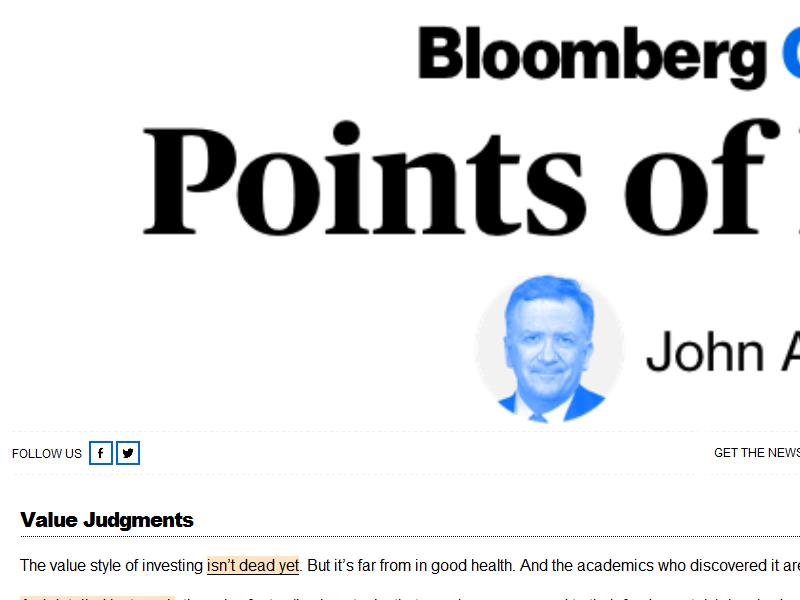 Bloomberg
Points of
John A
FOLLOW US
GET THE NEWS
Value Judgments
The value style of investing isn't dead yet. But it's far from in good health. And the academics who discovered it are